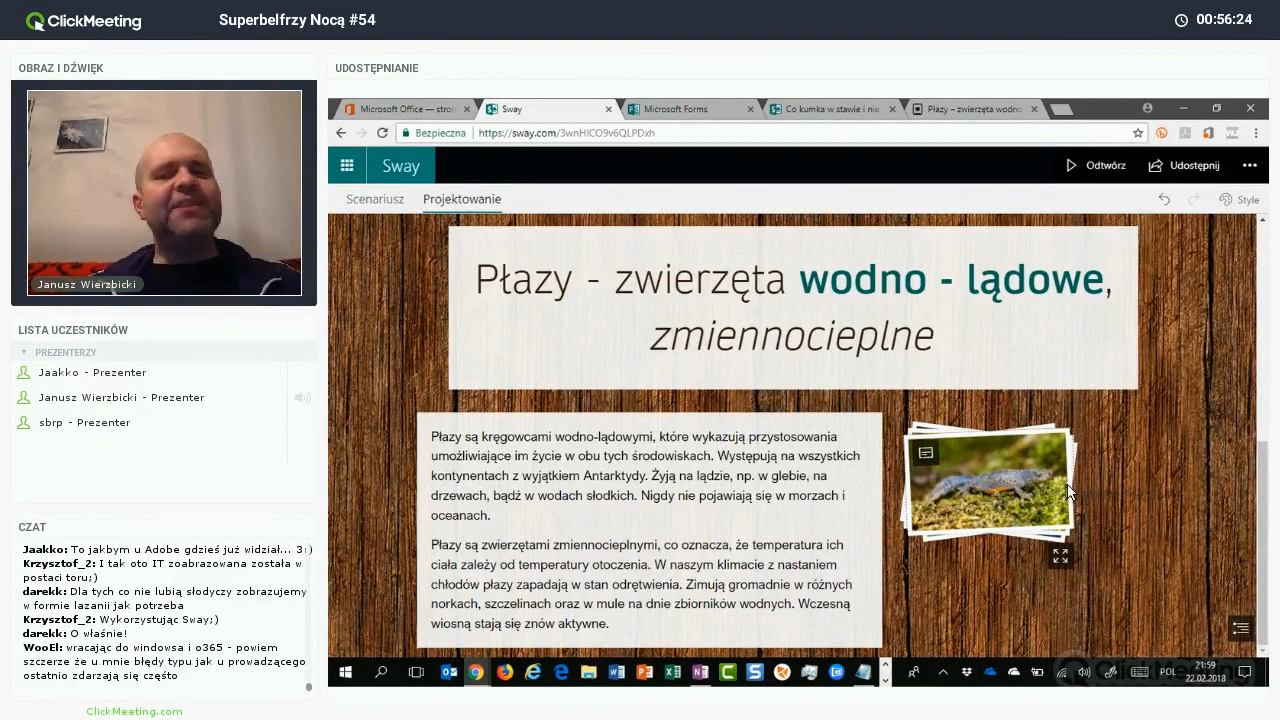 ClickMeeting
Superbelfrzy Nocą #54
00:56:24
OBRAZ I DŹWIĘK
Janusz Wierzbicki
LISTA UCZESTNIKÓW
PREZENTERZY
Jaakko - Prezenter
Janusz Wierzbicki - Prezenter
sbrp - Prezenter
CZAT
Jaakko: To jakbym u Adobe gdzieś już widział... 3:)
Krzysztof_2: I tak oto IT zoabrazowana została w
postaci toru;)
darekk: Dla tych co nie lubią słodyczy zobrazujemy
w formie lazanii jak potrzeba
Krzysztof_2: Wykorzystując Sway;)
darekk: O właśnie!
WooEl: wracając do windowsa i o365 - powiem
szczerze że u mnie błędy typu jak u prowadzącego
ostatnio zdarzają się częśto
ClickMeeting.com
UDOSTĘPNIANIE
Microsoft Office — stron
Sway
Microsoft Forms
Co kumka w stawie i nie
Płazy – zwierzęta wodno
Bezpieczna
https://sway.com/3wnHICO9v6QLPDxh
Sway
Odtwórz
Udostępnij
Scenariusz
Projektowanie
Style
Płazy - zwierzęta wodno - lądowe,
zmiennocieplne
Płazy są kręgowcami wodno-lądowymi, które wykazują przystosowania
umożliwiające im życie w obu tych środowiskach. Występują na wszystkich
kontynentach z wyjątkiem Antarktydy. Żyją na lądzie, np. w glebie, na
drzewach, bądź w wodach słodkich. Nigdy nie pojawiają się w morzach i
oceanach.
Płazy są zwierzętami zmiennocieplnymi, co oznacza, że temperatura ich
ciała zależy od temperatury otoczenia. W naszym klimacie z nastaniem
chłodów płazy zapadają w stan odrętwienia. Zimują gromadnie w różnych
norkach, szczelinach oraz w mule na dnie zbiorników wodnych. Wczesną
wiosną stają się znów aktywne.
ClickMeeting
POL
21:59
22.02.2018